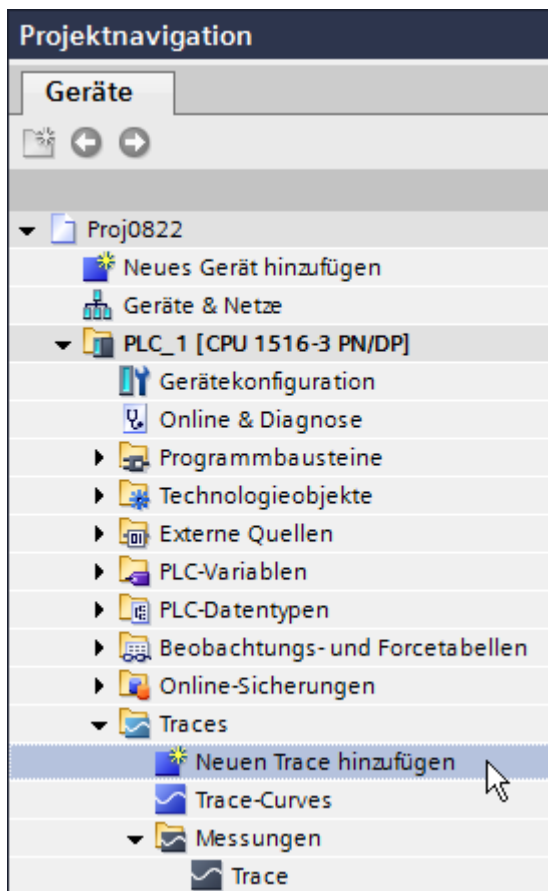 Projektnavigation
Geräte
Proj0822
Neues Gerät hinzufügen
Geräte & Netze
PLC_1 [CPU 1516-3 PN/DP]
Gerätekonfiguration
Online & Diagnose
Programmbausteine
Technologieobjekte
Externe Quellen
PLC-Variablen
PLC-Datentypen
Beobachtungs- und Forcetabellen
Online-Sicherungen
Traces
Neuen Trace hinzufügen
Trace-Curves
Messungen
Trace